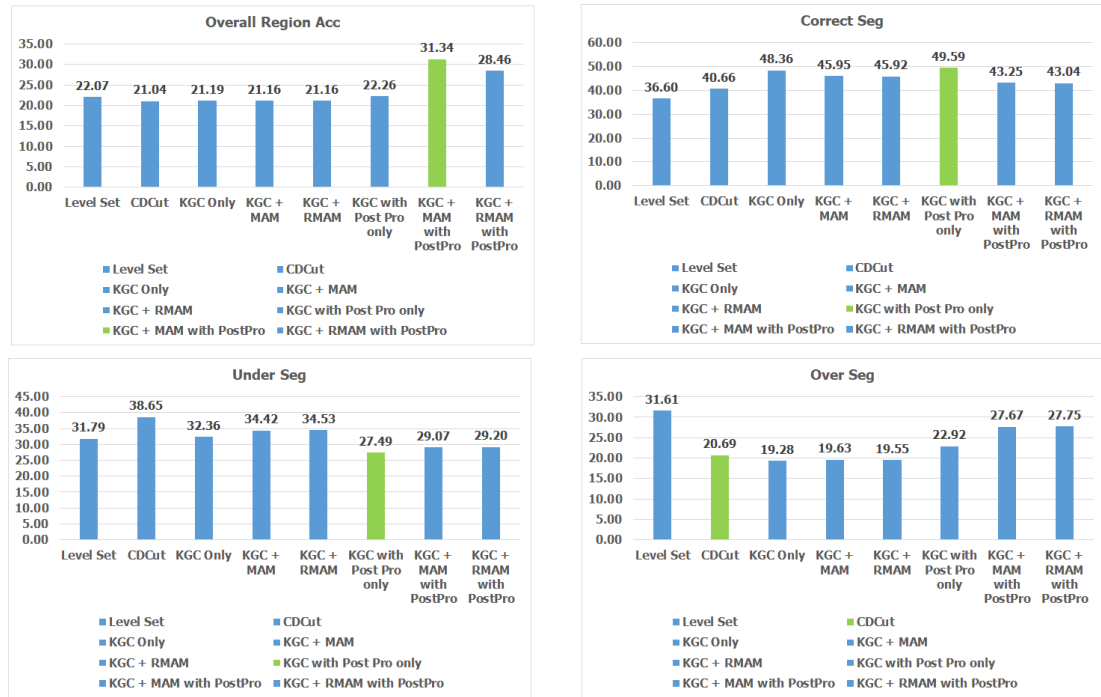 Overall Region Acc
35.00
30.00
25.00
20.00
15.00
10.00
5.00
0.00
22.07
21.04
21.19
21.16
21.16
22.26
31.34
28.46
Level Set
CDCut
KGC Only
KGC +
MAM
KGC +
RMAM
KGC with
Post Pro
only
KGC +
MAM
with
PostPro
KGC +
RMAM
with
PostPro
Level Set
CDCut
KGC Only
KGC + MAM
KGC + RMAM
KGC with Post Pro only
KGC + MAM with PostPro
KGC + RMAM with PostPro
Correct Seg
60.00
50.00
40.00
30.00
20.00
10.00
0.00
36.60
40.66
48.36
45.95
45.92
49.59
43.25
43.04
Level Set
CDCut
KGC Only
KGC +
MAM
KGC +
RMAM
KGC with
Post Pro
only
KGC +
MAM
with
PostPro
KGC +
RMAM
with
PostPro
Level Set
CDCut
KGC Only
KGC + MAM
KGC + RMAM
KGC with Post Pro only
KGC + MAM with PostPro
KGC + RMAM with PostPro
Under Seg
45.00
40.00
35.00
30.00
25.00
20.00
15.00
10.00
5.00
0.00
31.79
38.65
32.36
34.42
34.53
27.49
29.07
29.20
Level Set
CDCut
KGC Only
KGC +
MAM
KGC +
RMAM
KGC with
Post Pro
only
KGC +
MAM
with
PostPro
KGC +
RMAM
with
PostPro
Level Set
CDCut
KGC Only
KGC + MAM
KGC + RMAM
KGC with Post Pro only
KGC + MAM with PostPro
KGC + RMAM with PostPro
Over Seg
35.00
30.00
25.00
20.00
15.00
10.00
5.00
0.00
31.61
20.69
19.28
19.63
19.55
22.92
27.67
27.75
Level Set
CDCut
KGC Only
KGC +
MAM
KGC +
RMAM
KGC with
Post Pro
only
KGC +
MAM
with
PostPro
KGC +
RMAM
with
PostPro
Level Set
CDCut
KGC Only
KGC + MAM
KGC + RMAM
KGC with Post Pro only
KGC + MAM with PostPro
KGC + RMAM with PostPro